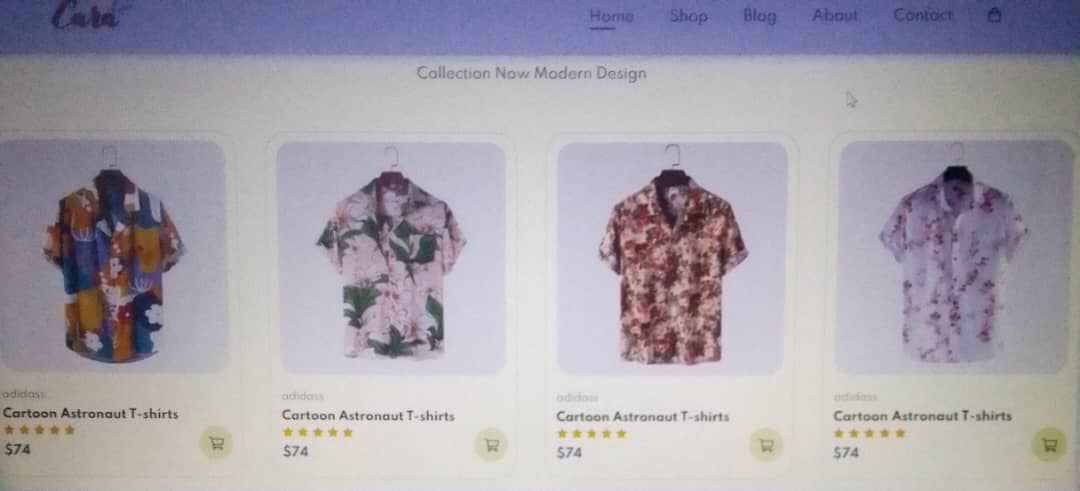 Cara
Home Shop Blog About Contact
Collection New Modern Design
adidass
Cartoon Astronaut T-shirts
$74
adidass
Cartoon Astronaut T-shirts
$74
adidass
Cartoon Astronaut T-shirts
$74
adidass
Cartoon Astronaut T-shirts
$74